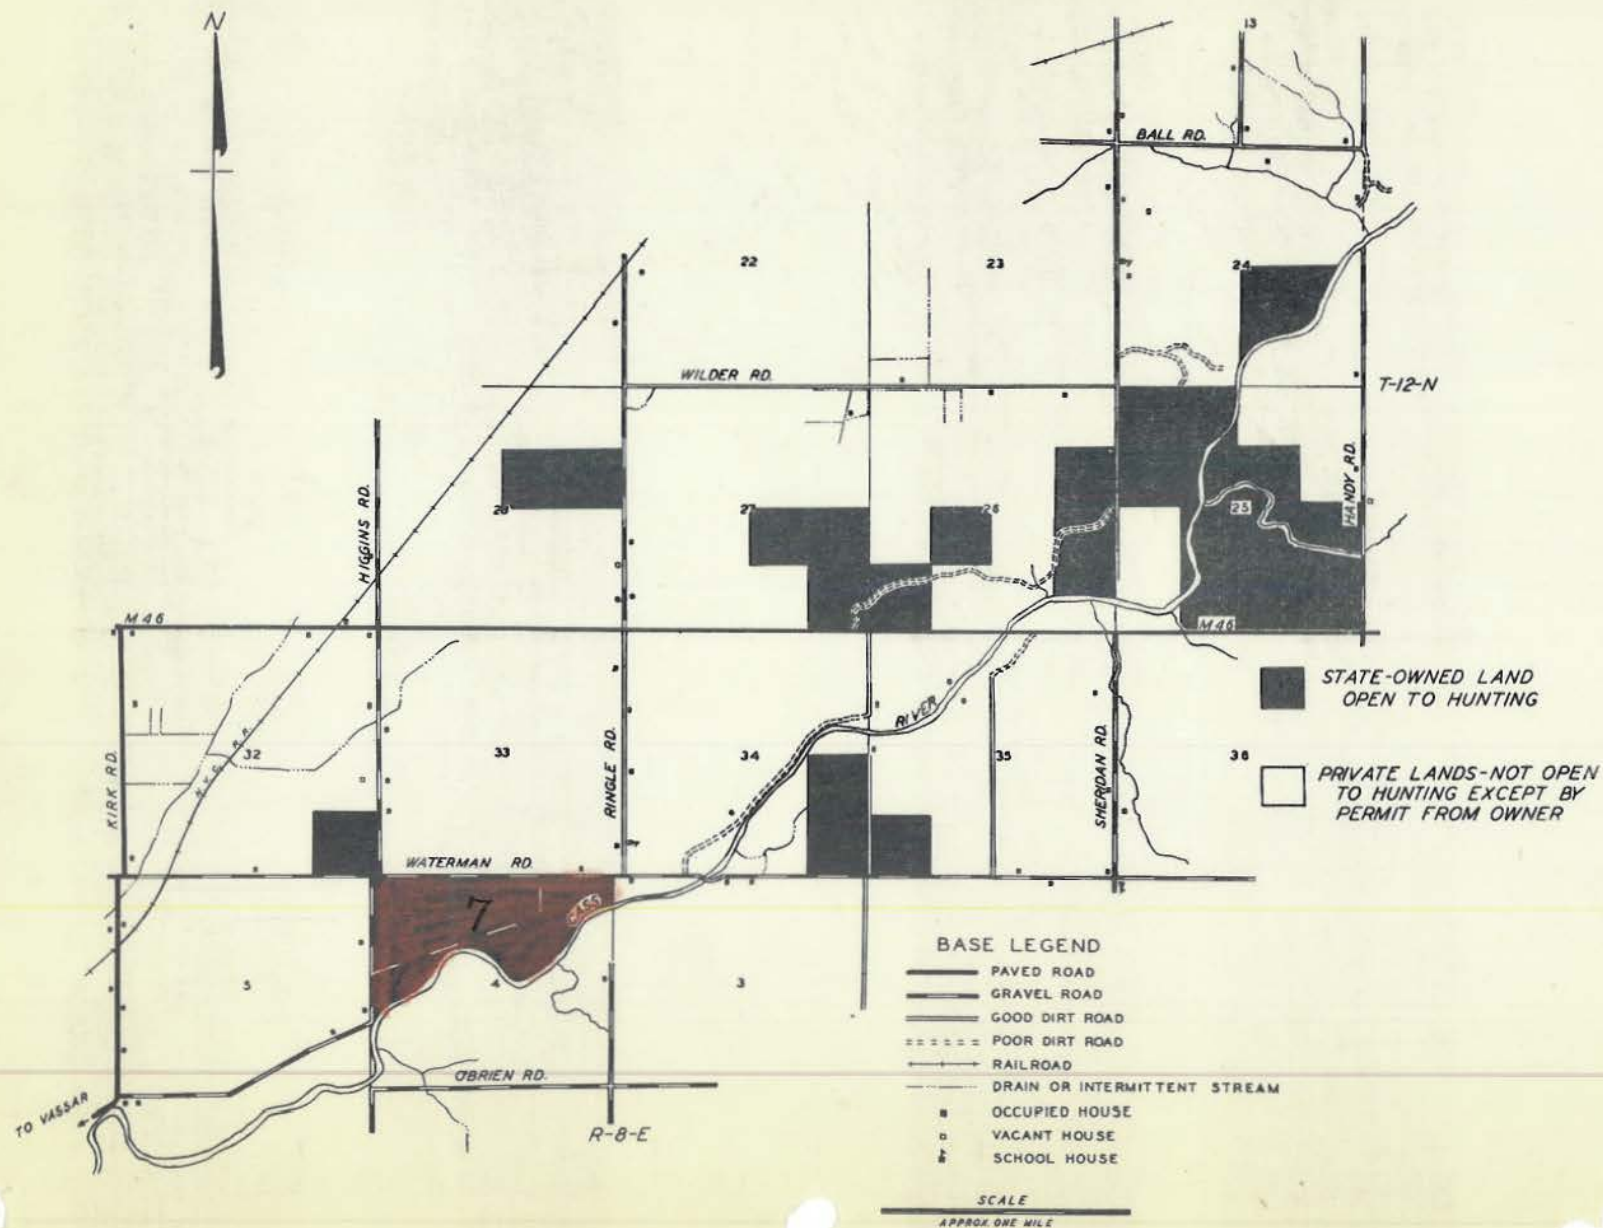 N
13
BALL RD.
22
23
24
WILDER RD.
T-12-N
HIGGINS RD.
28
27
26
25
HANDY RD.
M 46
M46
STATE-OWNED LAND
OPEN TO HUNTING
KIRK RD.
N.Y.C. R.R.
32
33
RINGLE RD.
34
RIVER
35
SHERIDAN RD.
36
PRIVATE LANDS-NOT OPEN
TO HUNTING EXCEPT BY
PERMIT FROM OWNER
WATERMAN RD.
7
CASS
5
4
3
BASE LEGEND
PAVED ROAD
GRAVEL ROAD
GOOD DIRT ROAD
POOR DIRT ROAD
RAILROAD
DRAIN OR INTERMITTENT STREAM
OCCUPIED HOUSE
VACANT HOUSE
SCHOOL HOUSE
O'BRIEN RD.
TO VASSAR
R-8-E
SCALE
APPROX. ONE MILE